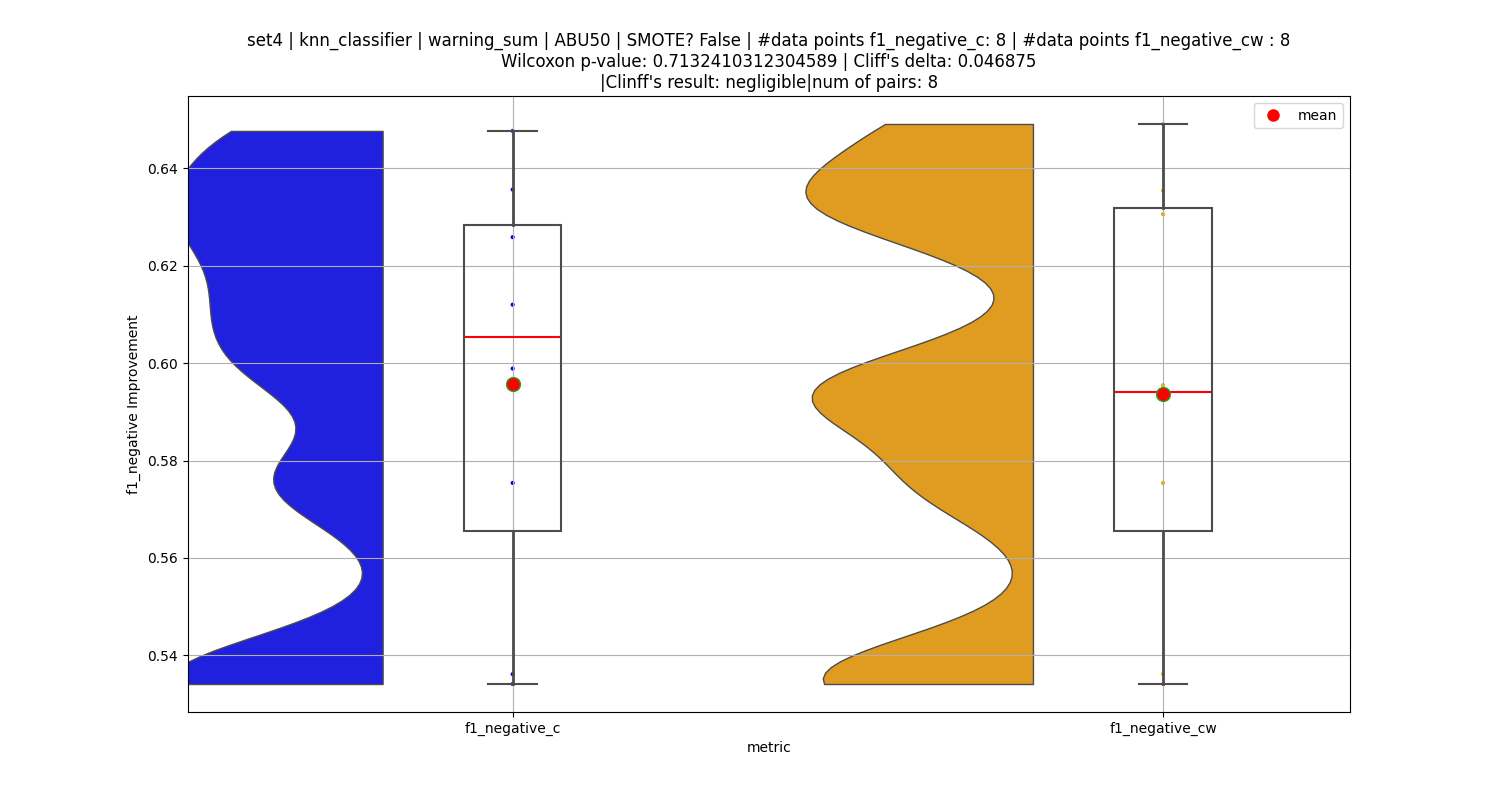 set4 | knn_classifier | warning_sum | ABU50 | SMOTE? False | #data points f1_negative_c: 8 | #data points f1_negative_cw : 8
Wilcoxon p-value: 0.7132410312304589 | Cliff's delta: 0.046875
|Clinff's result: negligible|num of pairs: 8
mean
0.64
0.62
0.60
0.58
0.56
0.54
f1_negative Improvement
f1_negative_c
f1_negative_cw
metric